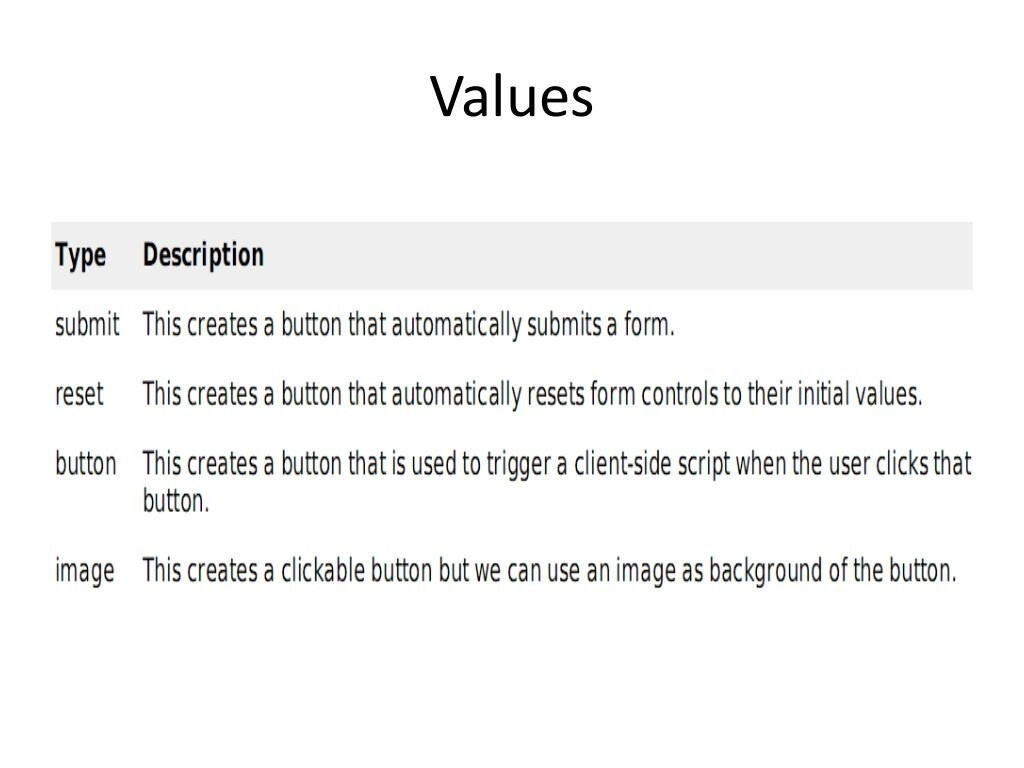 Values
Type Description
submit This creates a button that automatically submits a form.
reset This creates a button that automatically resets form controls to their initial values.
button This creates a button that is used to trigger a client-side script when the user clicks that
button.
image This creates a clickable button but we can use an image as background of the button.